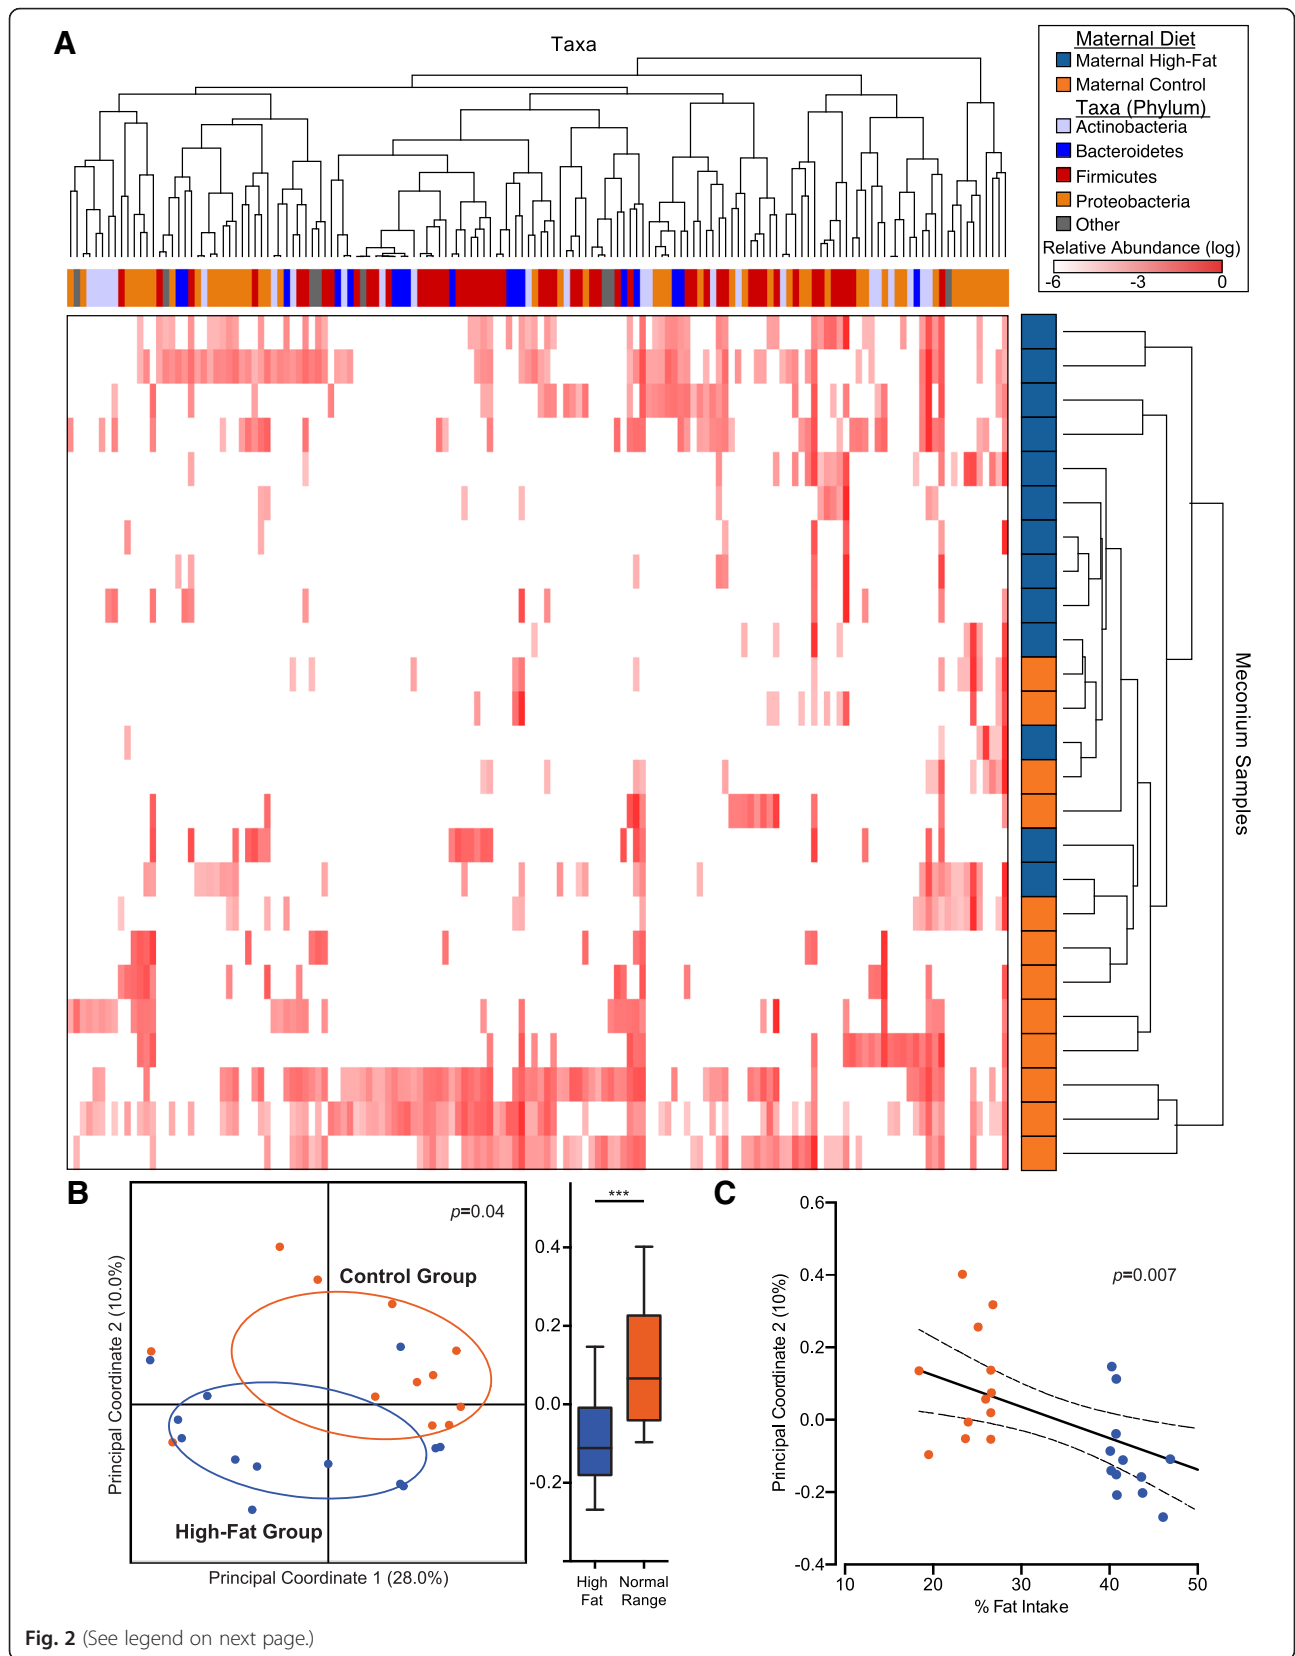 A
Taxa
Maternal Diet
Maternal High-Fat
Maternal Control
Taxa (Phylum)
Actinobacteria
Bacteroidetes
Firmicutes
Proteobacteria
Other
Relative Abundance (log)
-6 -3 0
Meconium Samples
B
p=0.04
Control Group
High-Fat Group
Principal Coordinate 2 (10.0%)
Principal Coordinate 1 (28.0%)
***
0.4
0.2
0.0
-0.2
High Fat
Normal Range
C
0.6
0.4
0.2
0.0
-0.2
-0.4
p=0.007
Principal Coordinate 2 (10%)
10 20 30 40 50
% Fat Intake
Fig. 2 (See legend on next page.)